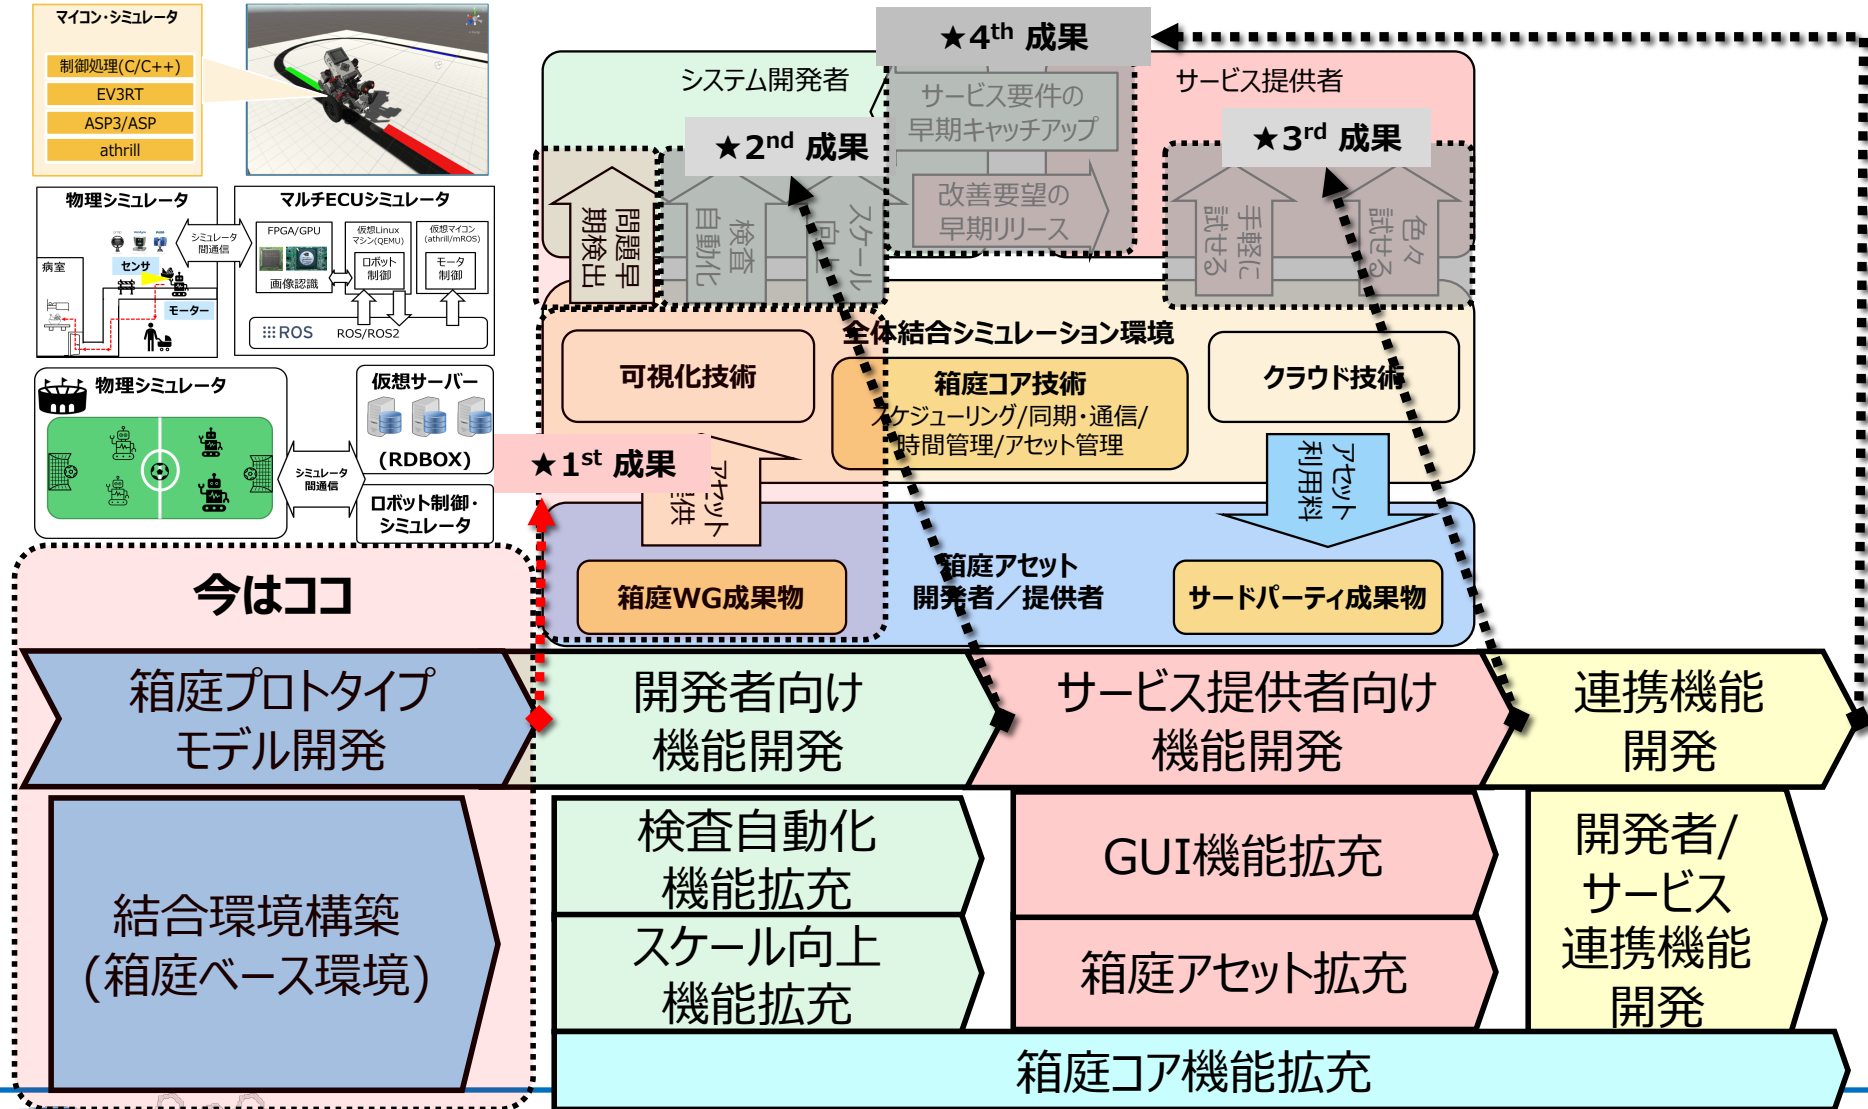 マイコン・シミュレータ
制御処理(C/C++)
EV3RT
ASP3/ASP
athrill
物理シミュレータ
病室
センサ
モーター
シミュレータ
間通信
マルチECUシミュレータ
FPGA/GPU
画像認識
仮想Linux
マシン(QEMU)
ロボット
制御
仮想マイコン
(athrill/mROS)
モータ
制御
ROS
ROS/ROS2
物理シミュレータ
シミュレータ
間通信
仮想サーバー
(RDBOX)
ロボット制御・
シミュレータ
★4th 成果
システム開発者
サービス提供者
サービス要件の
早期キャッチアップ
改善要望の
早期リリース
★2nd 成果
★3rd 成果
問題早
期検出
検査
自動化
スケール
向上
手軽に
試せる
色々
試せる
全体結合シミュレーション環境
可視化技術
箱庭コア技術
スケジューリング/同期・通信/
時間管理/アセット管理
クラウド技術
★1st 成果
アセット
提供
アセット
利用料
箱庭WG成果物
箱庭アセット
開発者／提供者
サードパーティ成果物
今はココ
箱庭プロトタイプ
モデル開発
開発者向け
機能開発
サービス提供者向け
機能開発
連携機能
開発
結合環境構築
(箱庭ベース環境)
検査自動化
機能拡充
スケール向上
機能拡充
GUI機能拡充
箱庭アセット拡充
開発者/
サービス
連携機能
開発
箱庭コア機能拡充